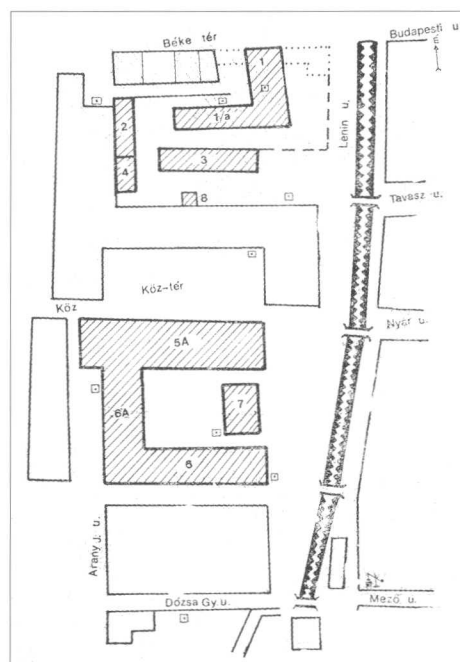 Béke tér
Budapesti u.
É
1
1a
2
3
4
Lenin u.
Tavasz u.
8
Köz-tér
Köz
Nyár u.
5A
6A
7
6
Arany J. u.
Dózsa Gy. u.
Mező u.